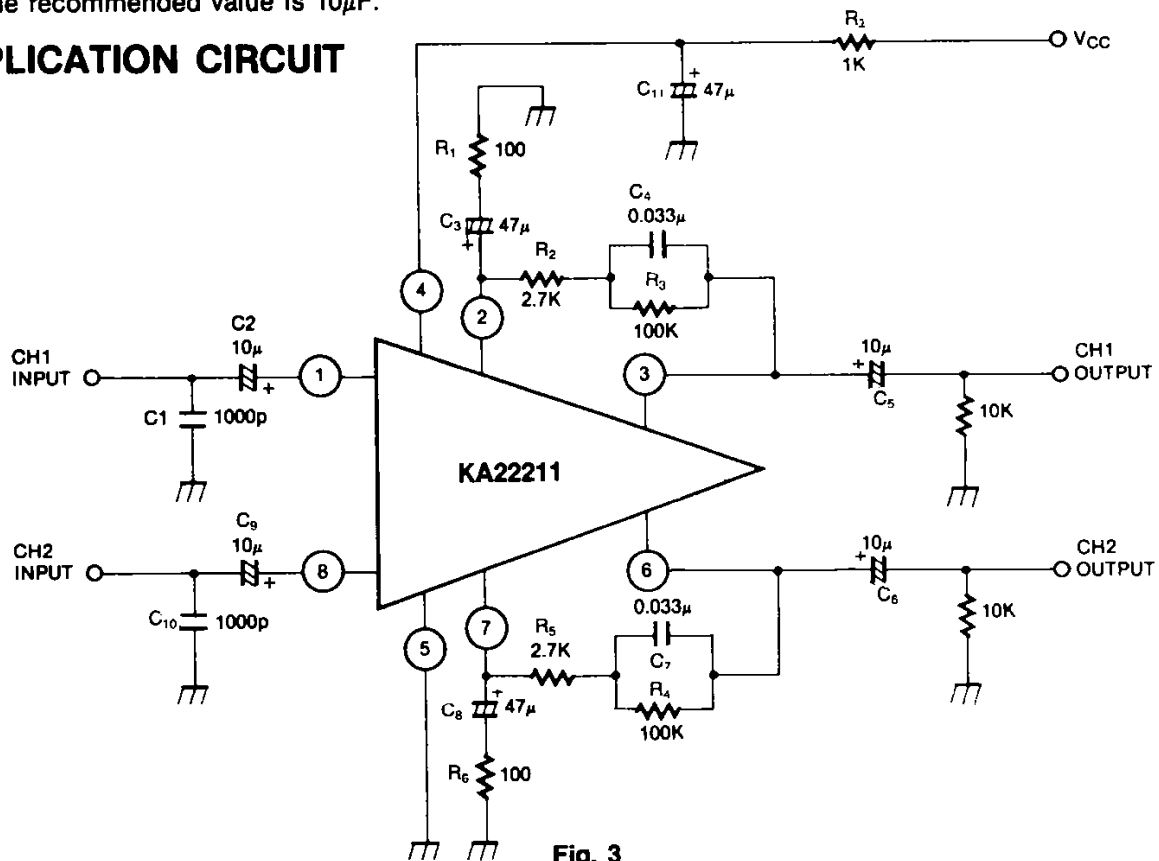 he recommended value is 10μF.
PLICATION CIRCUIT
R₂
1K
VCC
C₁₁
+
47μ
R₁
100
C₃
+
47μ
C₄
0.033μ
R₂
2.7K
R₃
100K
4
2
CH1
INPUT
C2
10μ
+
1
3
10μ
+
C₅
CH1
OUTPUT
C1
1000p
10K
KA22211
CH2
INPUT
C₉
10μ
+
8
6
10μ
+
C₆
CH2
OUTPUT
C₁₀
1000p
0.033μ
C₇
10K
5
7
R₅
2.7K
R₄
100K
C₈
+
47μ
R₆
100
Fig. 3